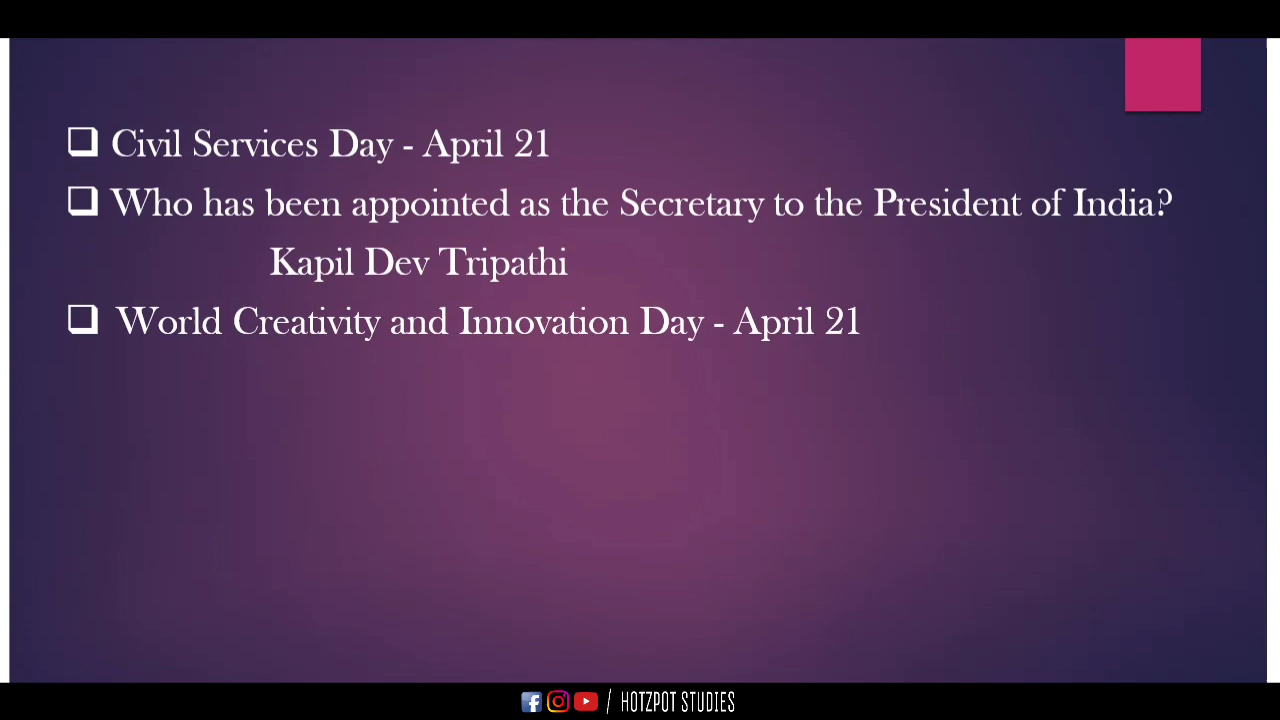 Civil Services Day - April 21
Who has been appointed as the Secretary to the President of India?
Kapil Dev Tripathi
World Creativity and Innovation Day - April 21
/ HOTZPOT STUDIES